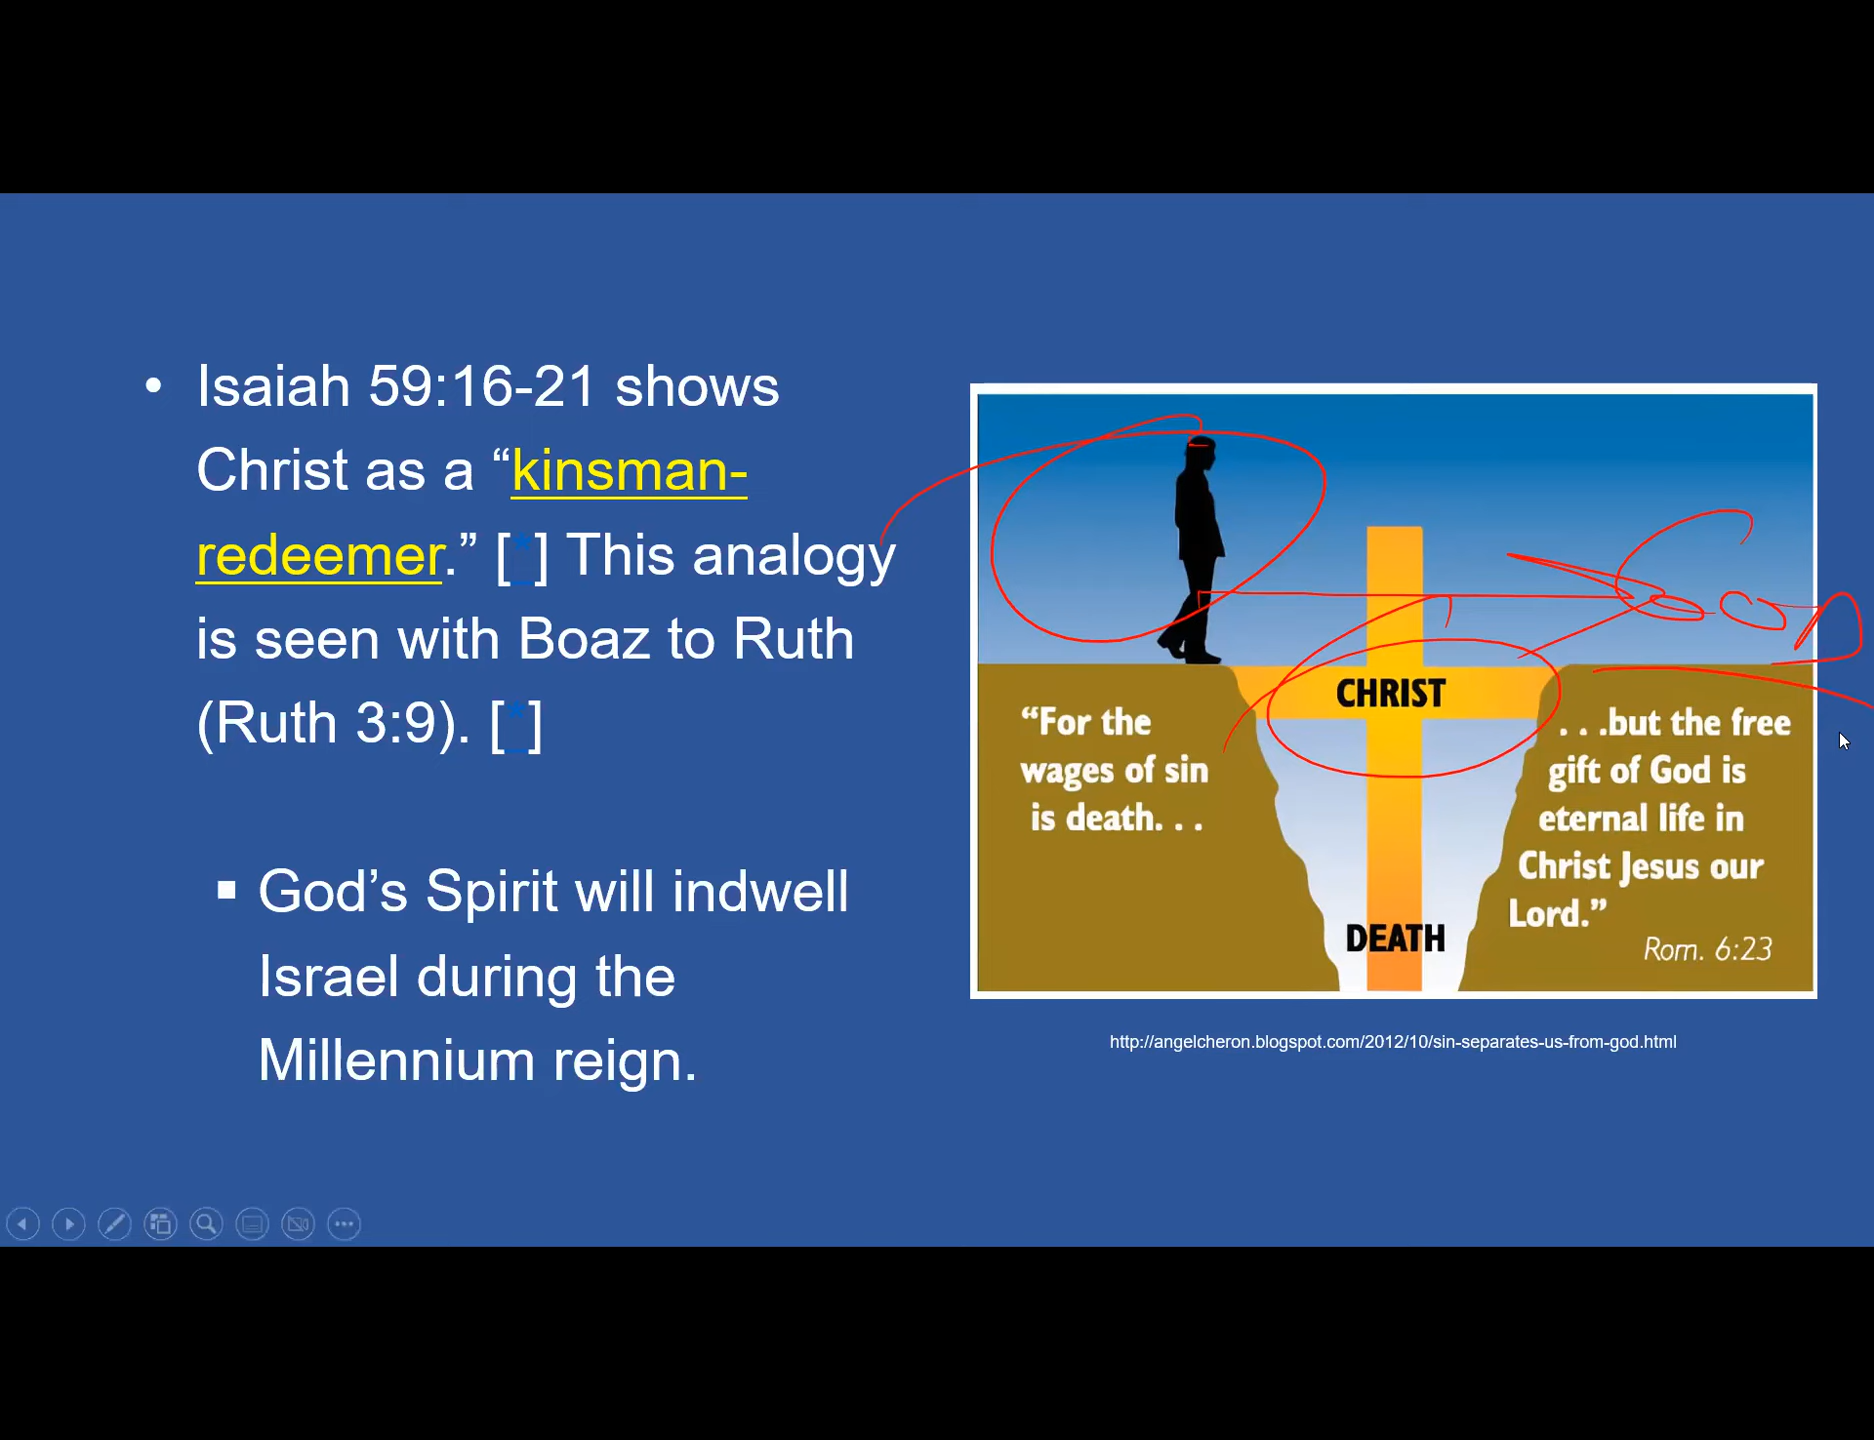 • Isaiah 59:16-21 shows
Christ as a “kinsman-
redeemer.” [*] This analogy
is seen with Boaz to Ruth
(Ruth 3:9). [*]
▪ God’s Spirit will indwell
Israel during the
Millennium reign.
CHRIST
“For the
wages of sin
is death. . .
. . .but the free
gift of God is
eternal life in
Christ Jesus our
Lord.”
DEATH
Rom. 6:23
http://angelcheron.blogspot.com/2012/10/sin-separates-us-from-god.html